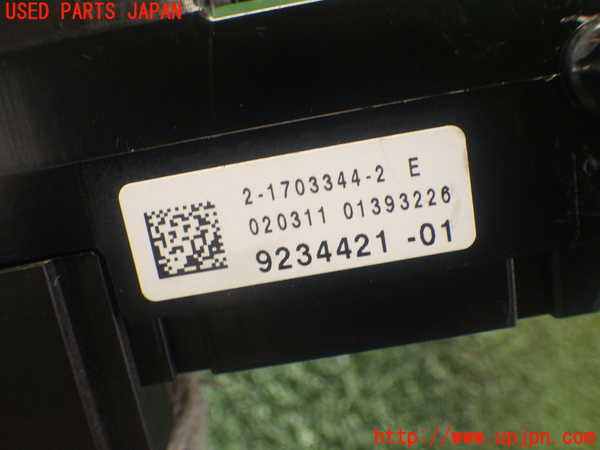 USED PARTS JAPAN
2-1703344-2 E
020311 01393226
9234421 -01
http://www.upjpn.com/